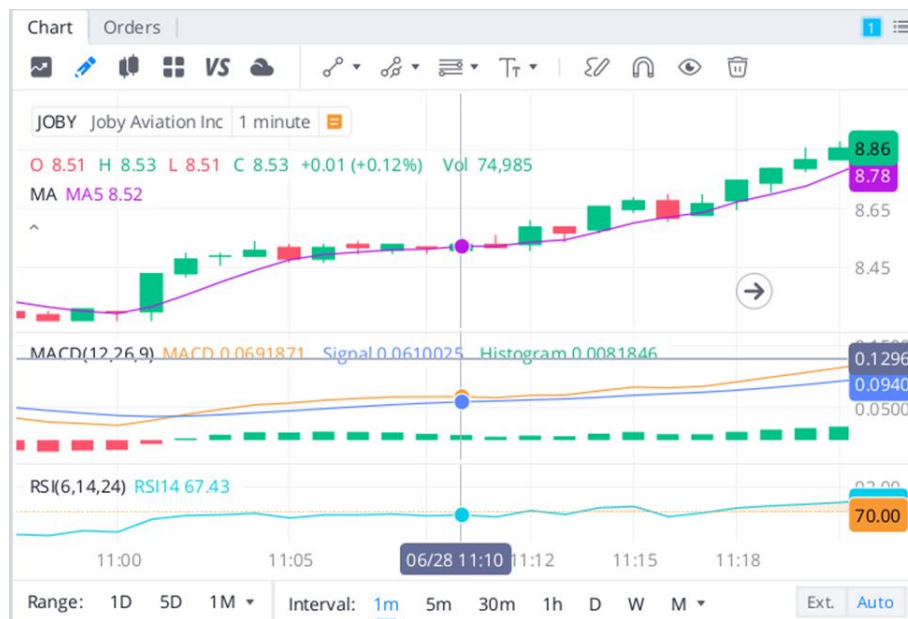 Chart Orders 1
VS
JOBY Joby Aviation Inc 1 minute
O 8.51 H 8.53 L 8.51 C 8.53 +0.01 (+0.12%) Vol 74,985
MA MA5 8.52
8.86
8.78
8.65
8.45
MACD(12,26,9) MACD 0.0691871 Signal 0.0610025 Histogram 0.0081846
0.1296
0.0940
0.0500
RSI(6,14,24) RSI14 67.43
70.00
11:00 11:05 06/28 11:10 11:12 11:15 11:18
Range: 1D 5D 1M Interval: 1m 5m 30m 1h D W M Ext. Auto